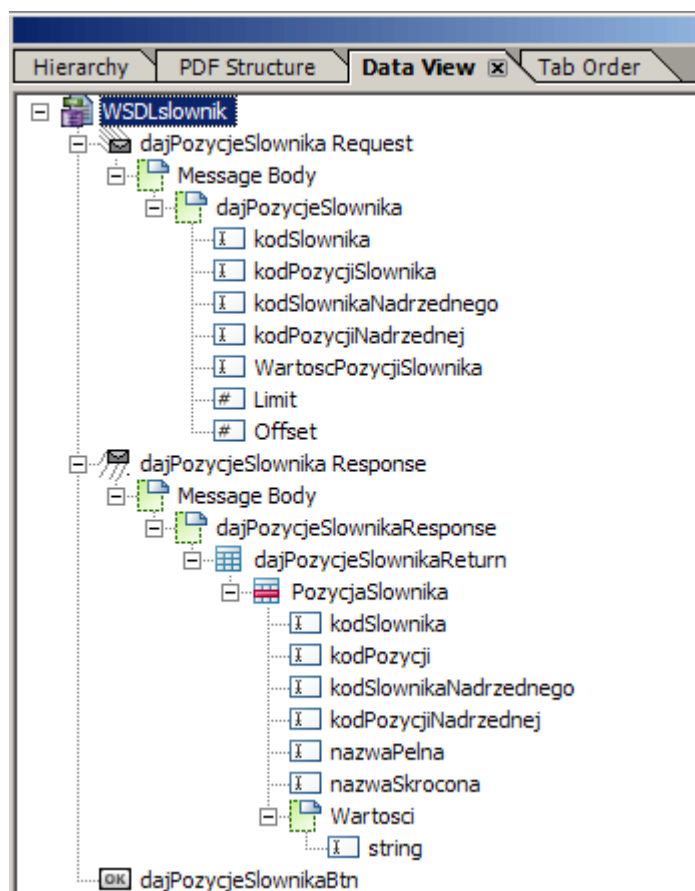 Hierarchy PDF Structure Data View Tab Order
WSDLslownik
dajPozycjeSlownika Request
Message Body
dajPozycjeSlownika
kodSlownika
kodPozycjiSlownika
kodSlownikaNadrzednego
kodPozycjiNadrzednej
WartoscPozycjiSlownika
# Limit
# Offset
dajPozycjeSlownika Response
Message Body
dajPozycjeSlownikaResponse
dajPozycjeSlownikaReturn
PozycjaSlownika
kodSlownika
kodPozycji
kodSlownikaNadrzednego
kodPozycjiNadrzednej
nazwaPelna
nazwaSkrocona
Wartosci
string
OK dajPozycjeSlownikaBtn